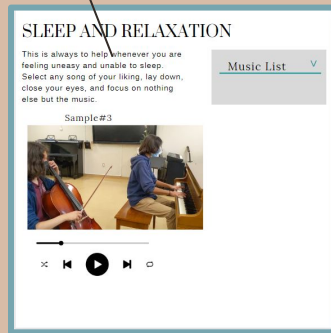 SLEEP AND RELAXATION
This is always to help whenever you are
feeling uneasy and unable to sleep.
Select any song of your liking, lay down,
close your eyes, and focus on nothing
else but the music.
Music List
Sample#3